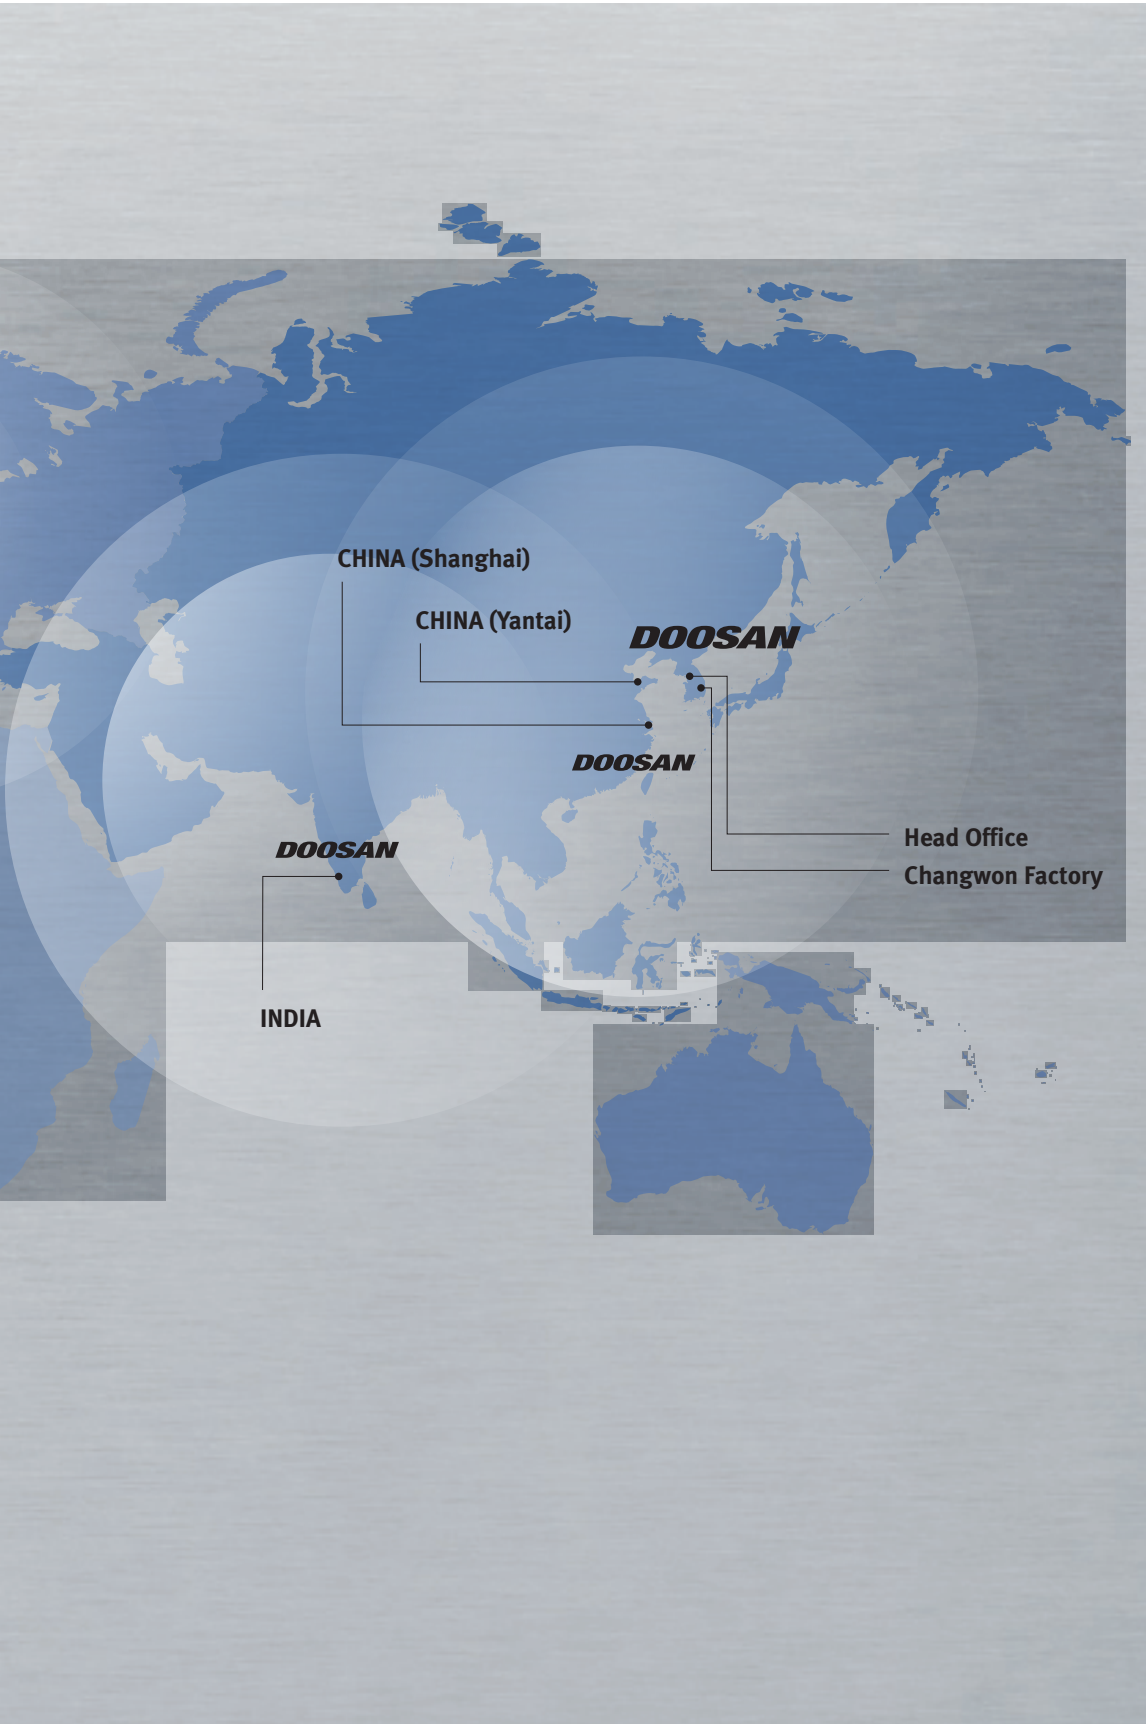 CHINA (Shanghai)
CHINA (Yantai)
DOOSAN
DOOSAN
DOOSAN
Head Office
Changwon Factory
INDIA